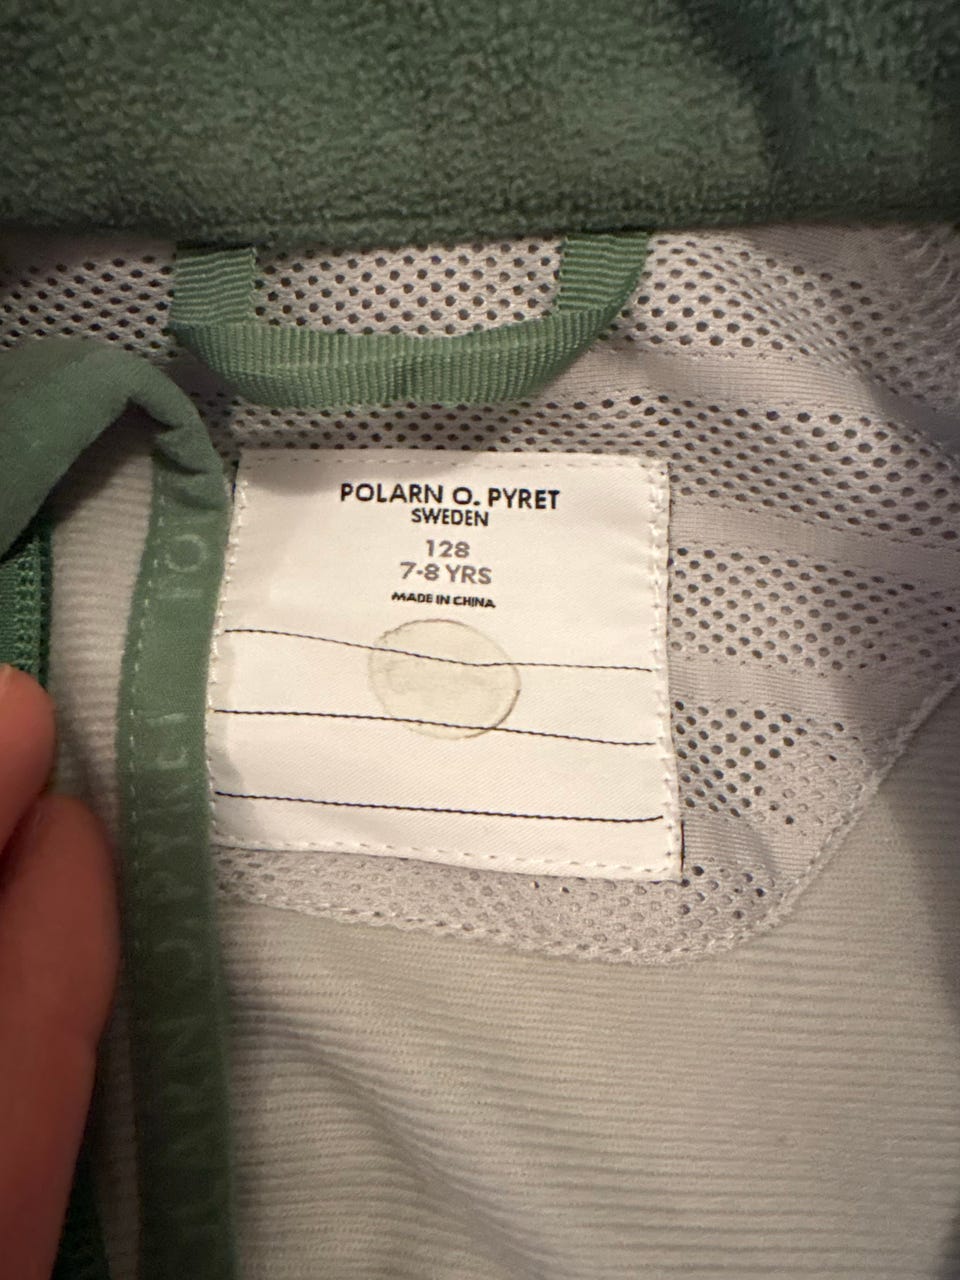 POLARN O. PYRET
SWEDEN
128
7-8 YRS
MADE IN CHINA